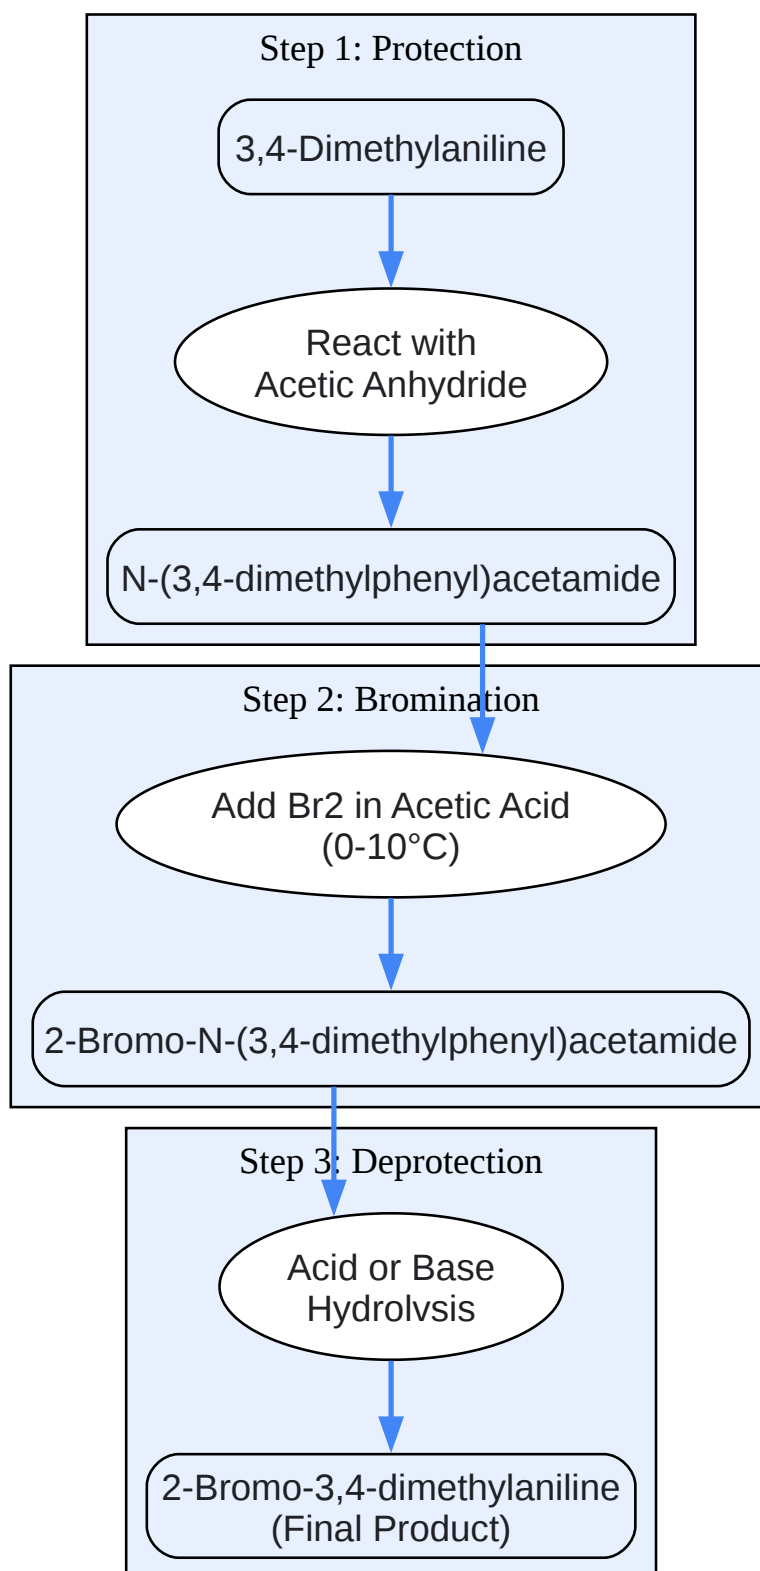 Step 1: Protection
3,4-Dimethylaniline
React with
Acetic Anhydride
N-(3,4-dimethylphenyl)acetamide
Step 2: Bromination
Add Br2 in Acetic Acid
(0-10°C)
2-Bromo-N-(3,4-dimethylphenyl)acetamide
Step 3: Deprotection
Acid or Base
Hydrolysis
2-Bromo-3,4-dimethylaniline
(Final Product)